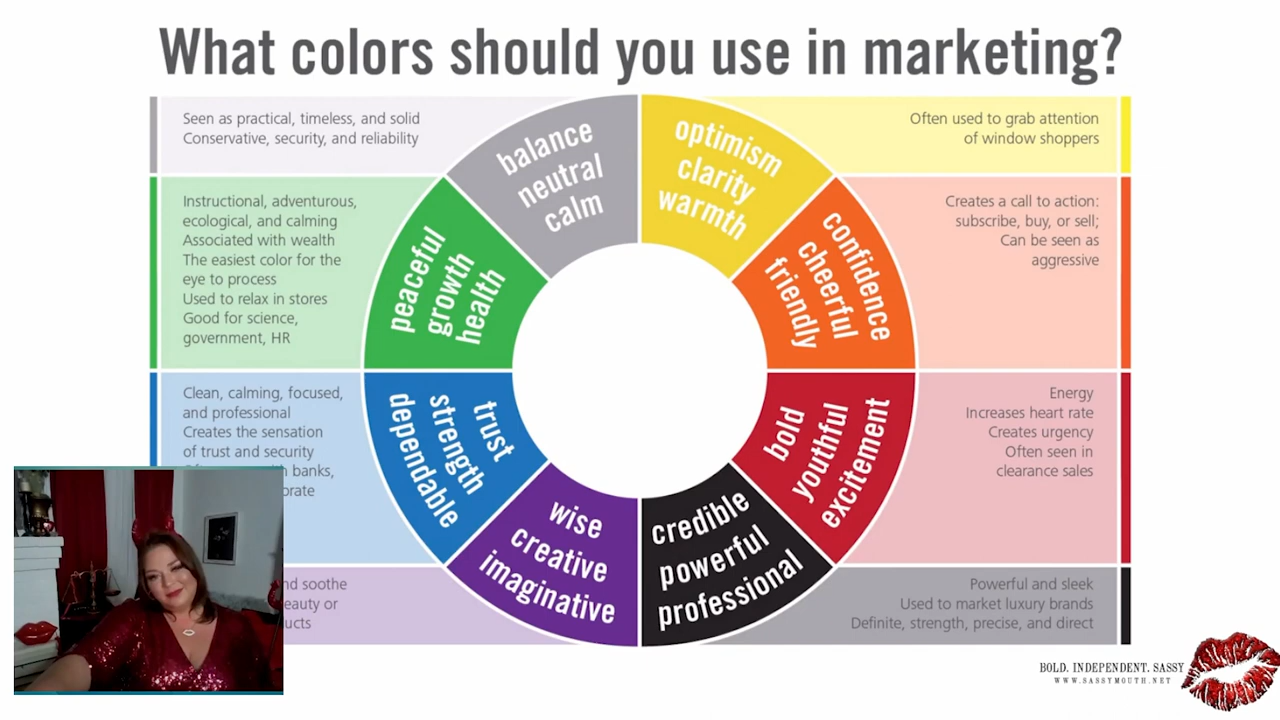 What colors should you use in marketing?
Seen as practical, timeless, and solid
Conservative, security, and reliability
balance
neutral
calm
optimism
clarity
warmth
Often used to grab attention
of window shoppers
Instructional, adventurous,
ecological, and calming
Associated with wealth
The easiest color for the
eye to process
Used to relax in stores
Good for science,
government, HR
peaceful
growth
health
confidence
cheerful
friendly
Creates a call to action:
subscribe, buy, or sell;
Can be seen as
aggressive
Clean, calming, focused,
and professional
Creates the sensation
of trust and security
banks,
trust
strength
dependable
bold
youthful
excitement
Energy
Increases heart rate
Creates urgency
Often seen in
clearance sales
soothe
or
wise
creative
imaginative
credible
powerful
professional
Powerful and sleek
Used to market luxury brands
Definite, strength, precise, and direct
BOLD. INDEPENDENT. SASSY
WWW.SASSYMOUTH.NET